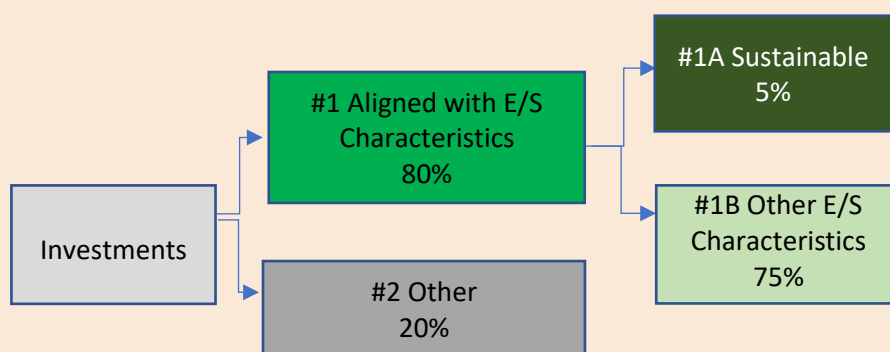 #1A Sustainable
5%
#1 Aligned with E/S
Characteristics
80%
#1B Other E/S
Characteristics
75%
Investments
#2 Other
20%